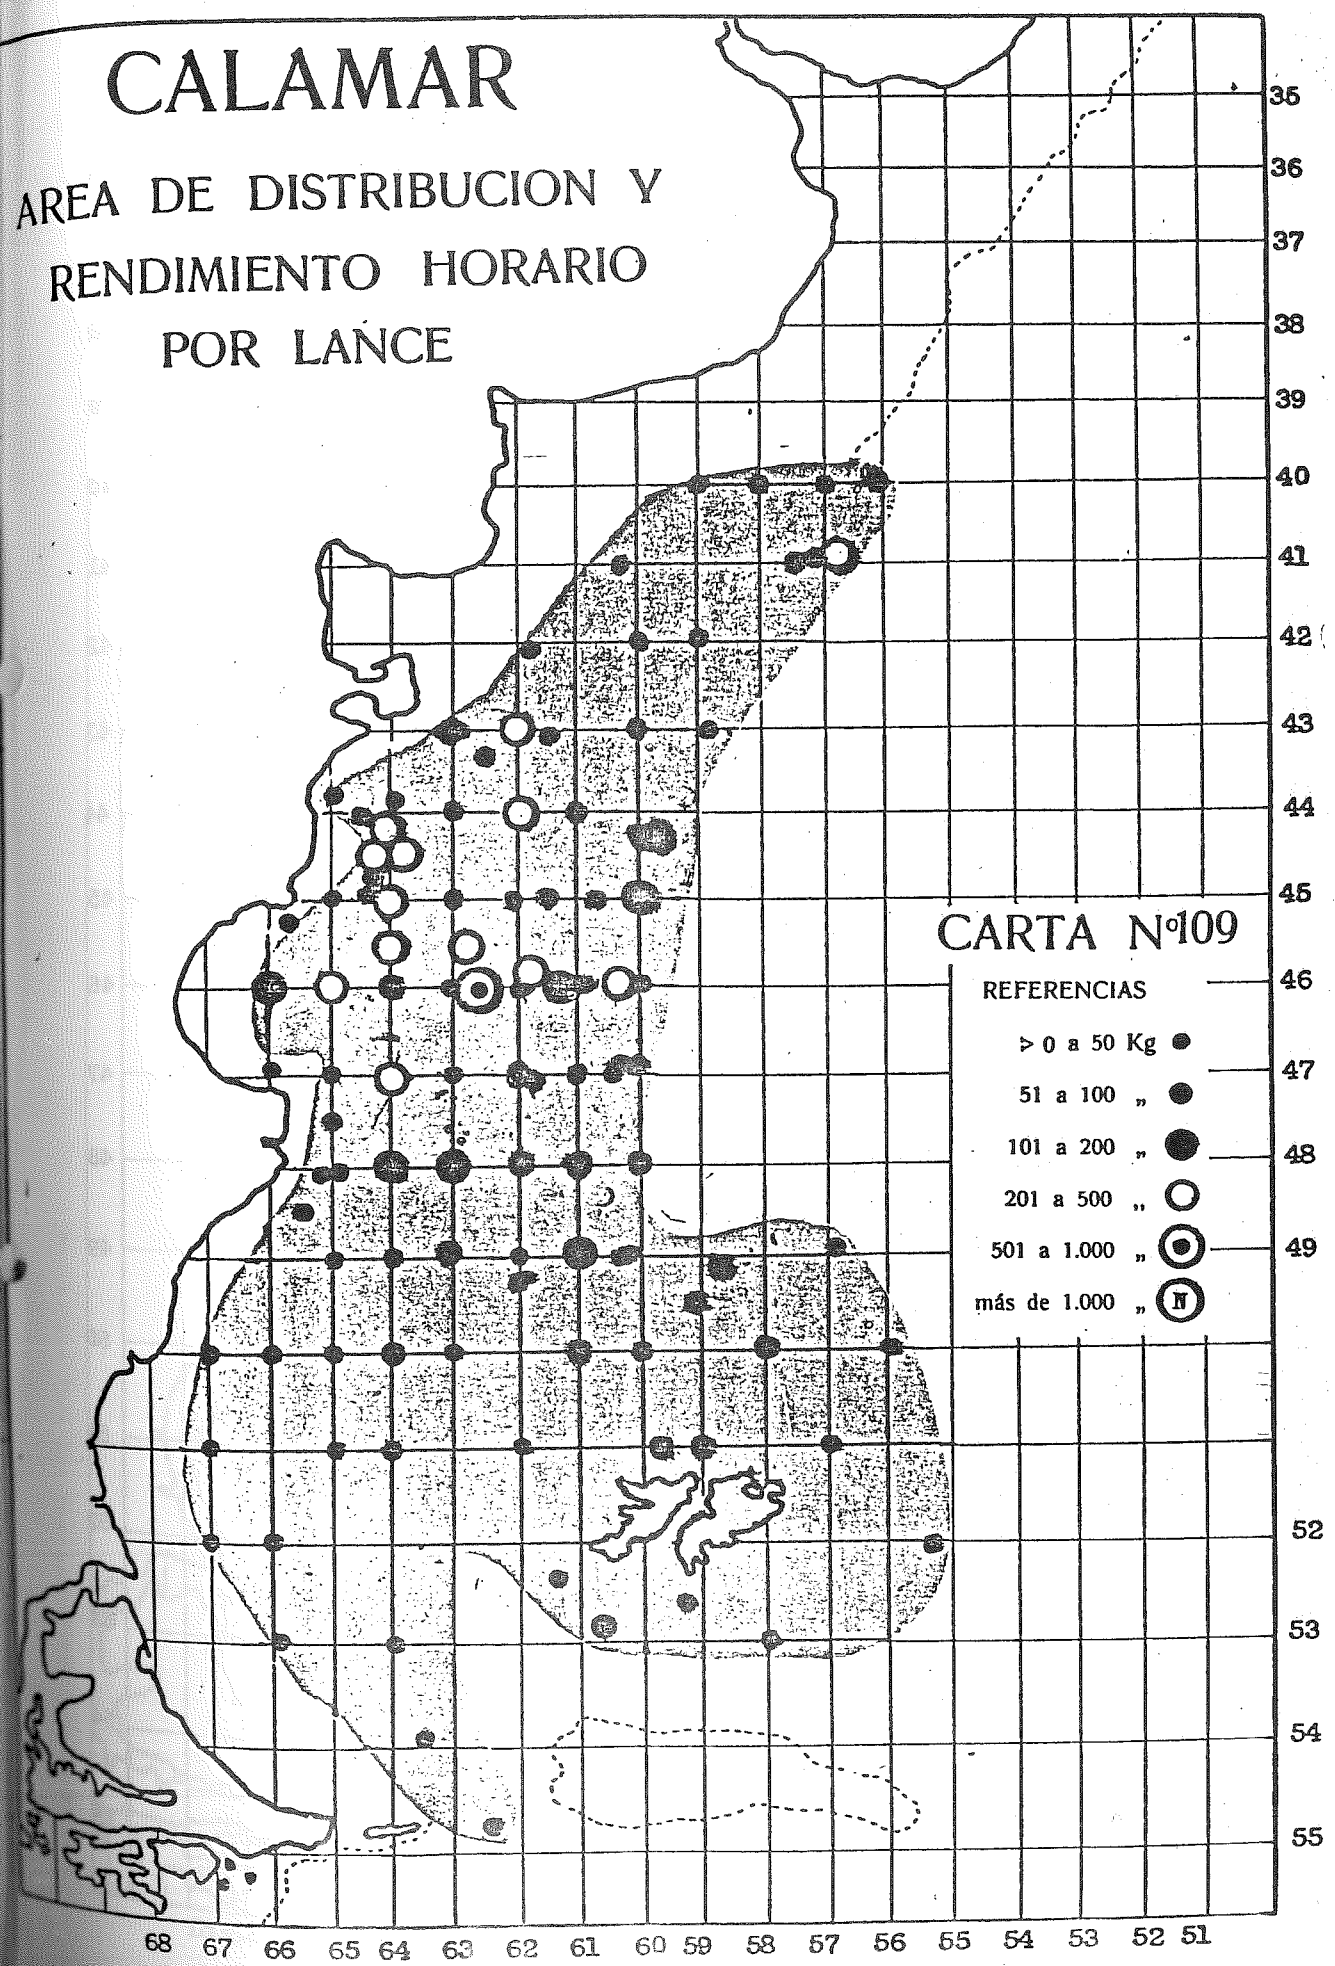 CALAMAR
AREA DE DISTRIBUCION Y
RENDIMIENTO HORARIO
POR LANCE
35
36
37
38
39
40
41
42
43
44
45
CARTA Nº109
46
REFERENCIAS
> 0 a 50 Kg
47
51 a 100 „
101 a 200 „
48
201 a 500 „
501 a 1.000 „
49
más de 1.000 „ N
52
53
54
55
68 67 66 65 64 63 62 61 60 59 58 57 56 55 54 53 52 51